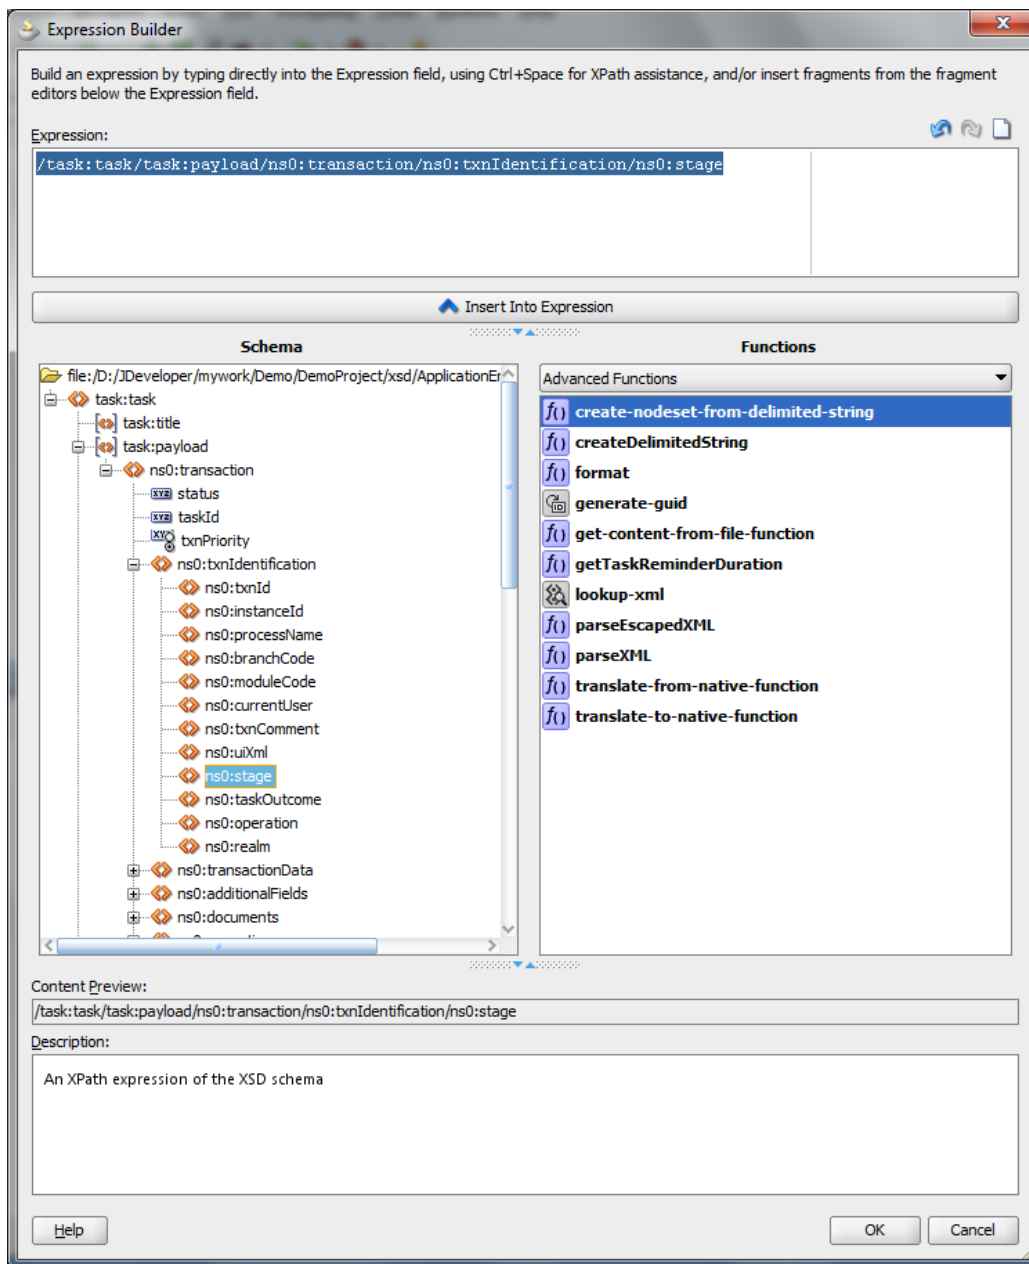 Expression Builder
Build an expression by typing directly into the Expression field, using Ctrl+Space for XPath assistance, and/or insert fragments from the fragment
editors below the Expression field.
Expression:
/task:task/task:payload/ns0:transaction/ns0:txnIdentification/ns0:stage
Insert Into Expression
Schema
file:/D:/JDeveloper/mywork/Demo/DemoProject/xsd/ApplicationEr
task:task
task:title
task:payload
ns0:transaction
status
taskId
txnPriority
ns0:txnIdentification
ns0:txnId
ns0:instanceId
ns0:processName
ns0:branchCode
ns0:moduleCode
ns0:currentUser
ns0:txnComment
ns0:uiXml
ns0:stage
ns0:taskOutcome
ns0:operation
ns0:realm
ns0:transactionData
ns0:additionalFields
ns0:documents
Functions
Advanced Functions
create-nodeset-from-delimited-string
createDelimitedString
format
generate-guid
get-content-from-file-function
getTaskReminderDuration
lookup-xml
parseEscapedXML
parseXML
translate-from-native-function
translate-to-native-function
Content Preview:
/task:task/task:payload/ns0:transaction/ns0:txnIdentification/ns0:stage
Description:
An XPath expression of the XSD schema
Help
OK
Cancel